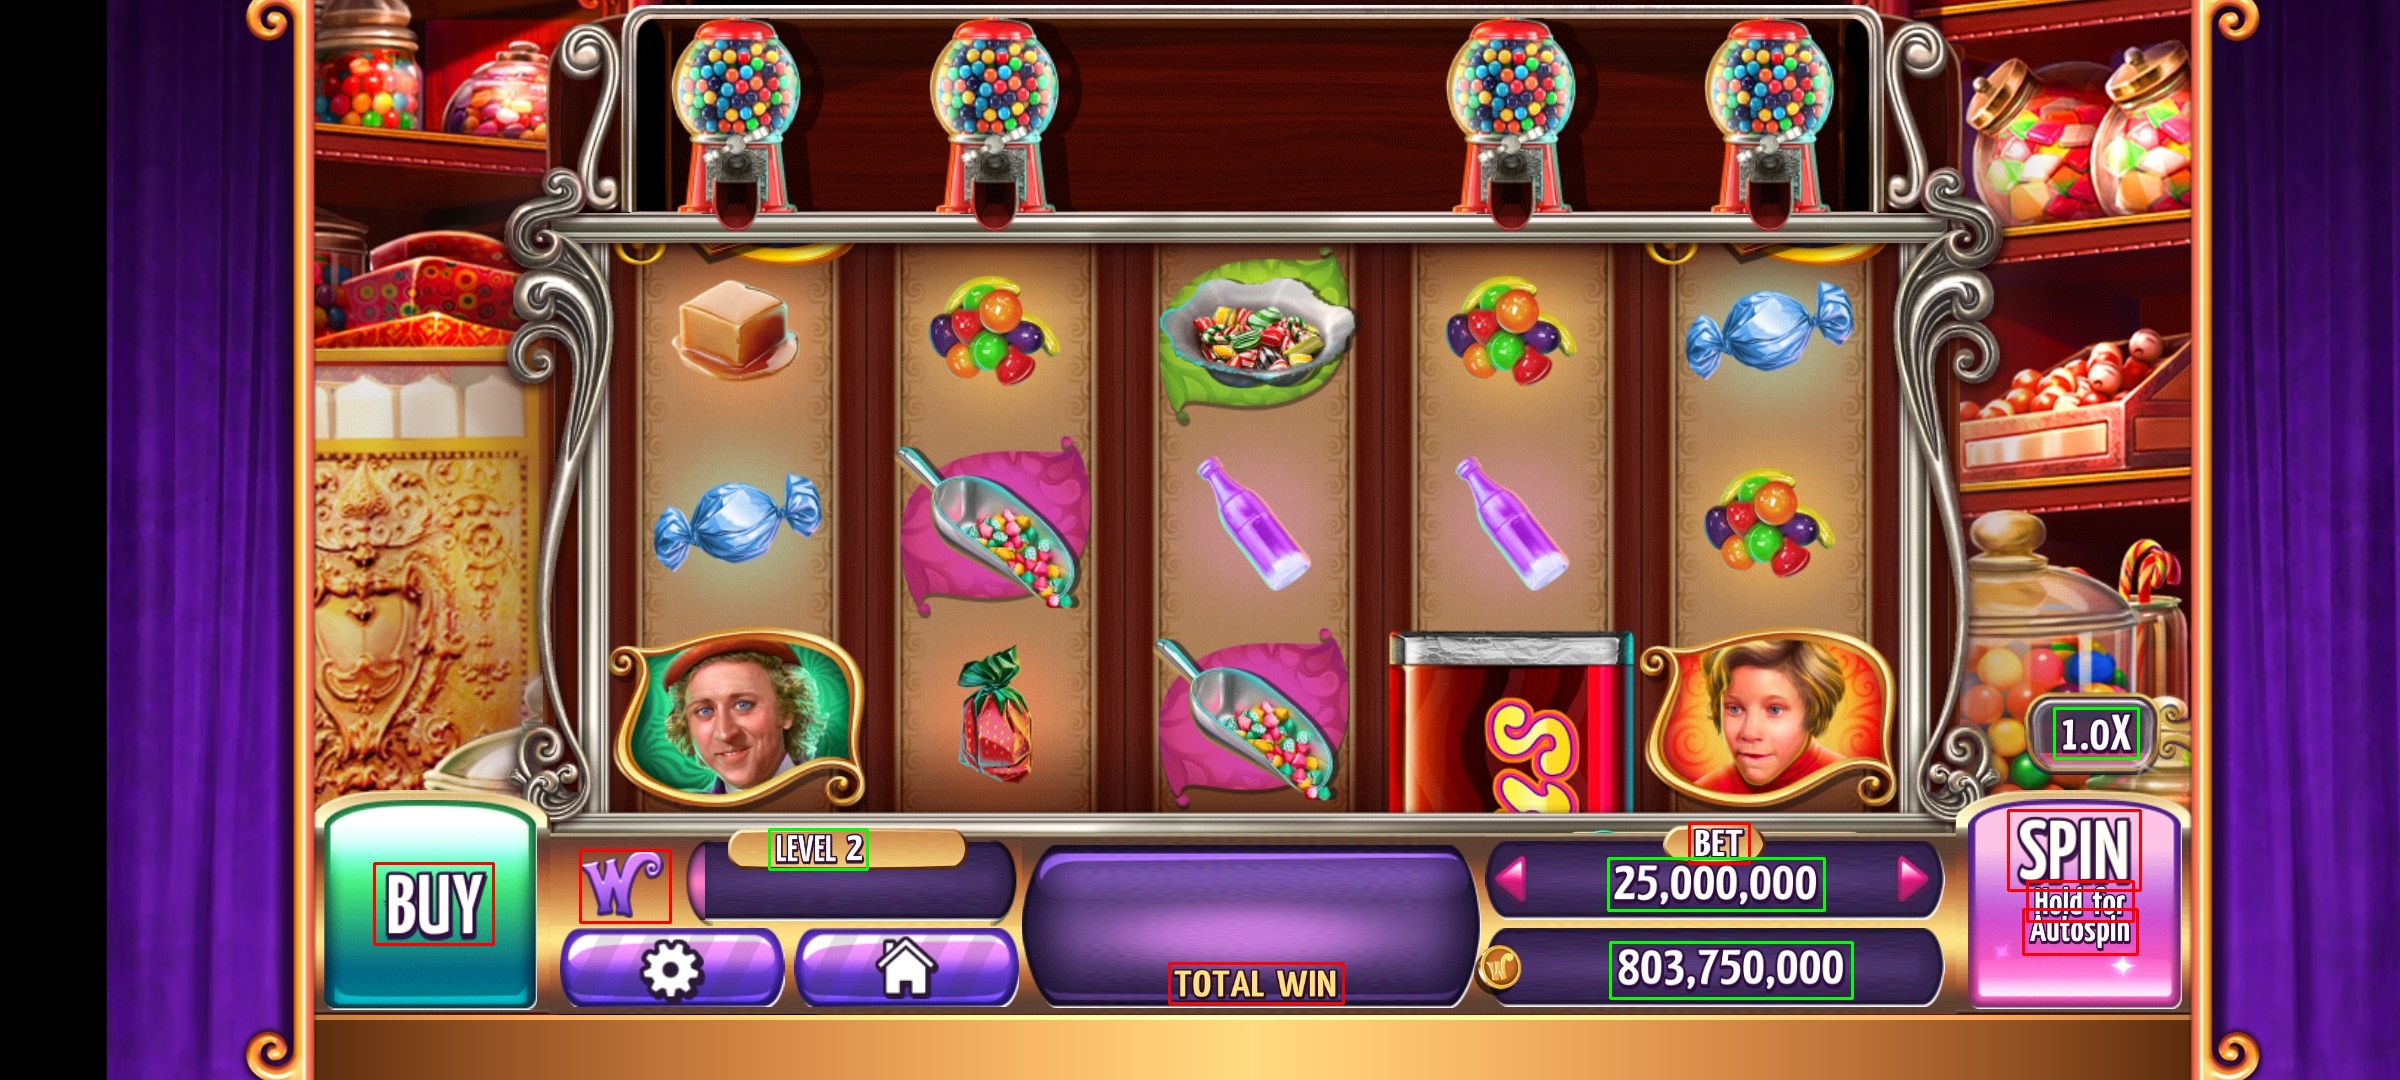 1.0X
LEVEL 2
BET
SPIN
BUY
W
25,000,000
Hold for
Autospin
TOTAL WIN
803,750,000